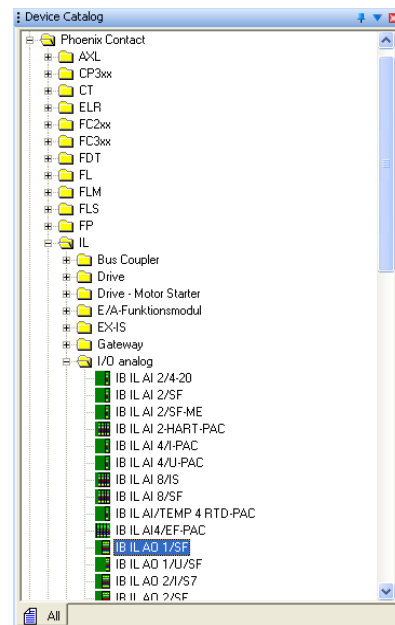 Device Catalog
Phoenix Contact
AXL
CP3xx
CT
ELR
FC2xx
FC3xx
FDT
FL
FLM
FLS
FP
IL
Bus Coupler
Drive
Drive - Motor Starter
E/A-Funktionsmodul
EX-IS
Gateway
I/O analog
IB IL AI 2/4-20
IB IL AI 2/SF
IB IL AI 2/SF-ME
IB IL AI 2-HART-PAC
IB IL AI 4/I-PAC
IB IL AI 4/U-PAC
IB IL AI 8/IS
IB IL AI 8/SF
IB IL AI/TEMP 4 RTD-PAC
IB IL AI4/EF-PAC
IB IL AO 1/SF
IB IL AO 1/U/SF
IB IL AO 2/I/S7
IB IL AO 2/SF
All